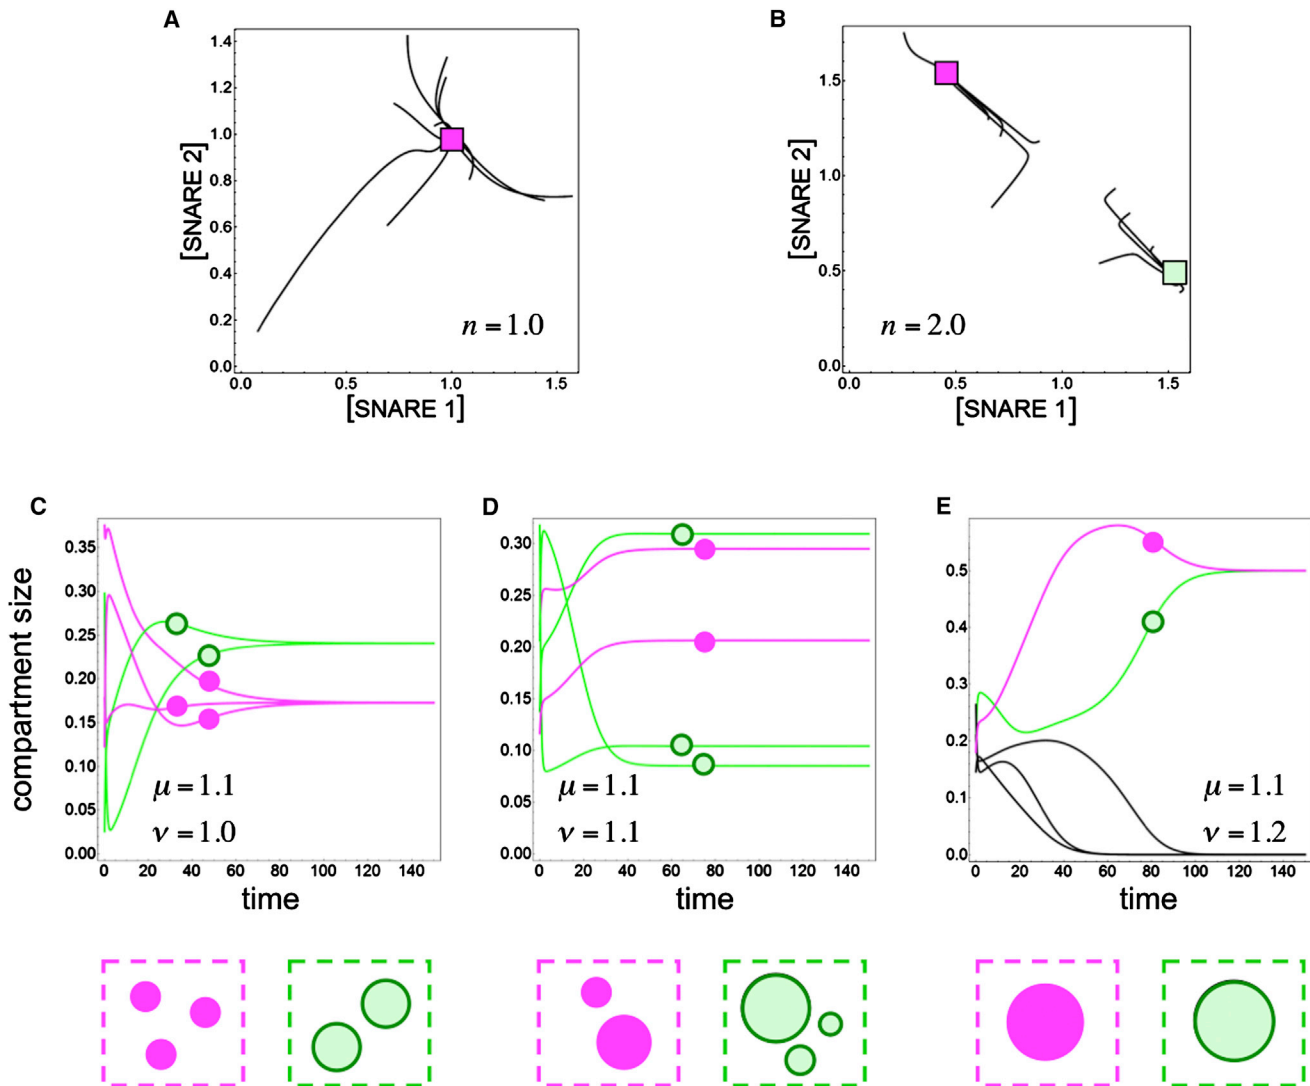 A
B
1.4
1.2
1.0
0.8
0.6
0.4
0.2
0.0
[SNARE 2]
n = 1.0
0.0 0.5 1.0 1.5
[SNARE 1]
1.5
1.0
0.5
0.0
[SNARE 2]
n = 2.0
0.0 0.5 1.0 1.5
[SNARE 1]
C
D
E
compartment size
0.35
0.30
0.25
0.20
0.15
0.10
0.05
0.00
μ = 1.1
ν = 1.0
0 20 40 60 80 100 120 140
time
0.30
0.25
0.20
0.15
0.10
0.05
0.00
μ = 1.1
ν = 1.1
0 20 40 60 80 100 120 140
time
0.5
0.4
0.3
0.2
0.1
0.0
μ = 1.1
ν = 1.2
0 20 40 60 80 100 120 140
time